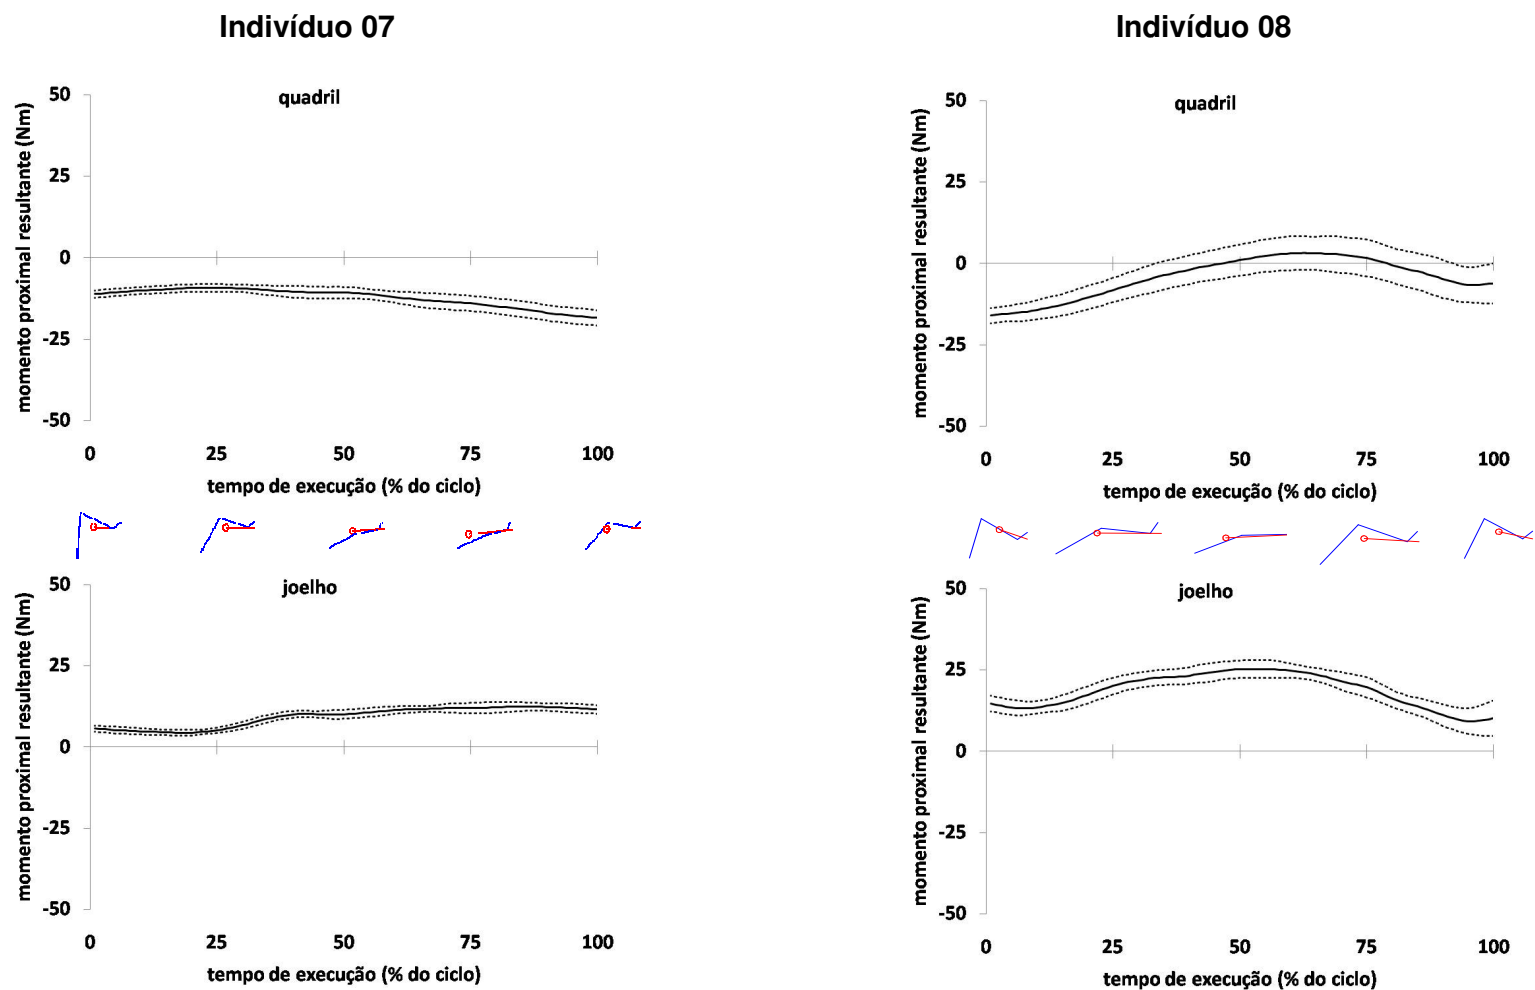 Indivíduo 07
Indivíduo 08
quadril
momento proximal resultante (Nm)
50
25
0
-25
-50
0 25 50 75 100
tempo de execução (% do ciclo)
quadril
momento proximal resultante (Nm)
50
25
0
-25
-50
0 25 50 75 100
tempo de execução (% do ciclo)
joelho
momento proximal resultante (Nm)
50
25
0
-25
-50
0 25 50 75 100
tempo de execução (% do ciclo)
joelho
momento proximal resultante (Nm)
50
25
0
-25
-50
0 25 50 75 100
tempo de execução (% do ciclo)